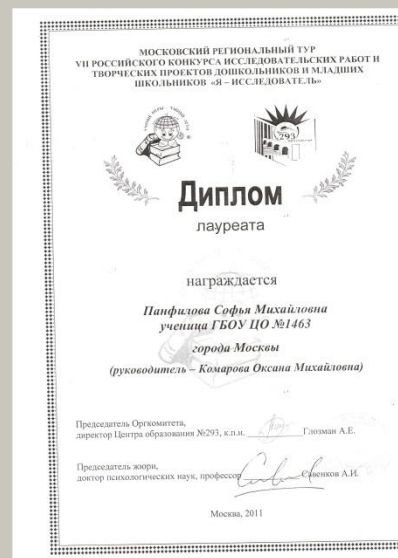 МОСКОВСКИЙ РЕГИОНАЛЬНЫЙ ТУР
VII РОССИЙСКОГО КОНКУРСА ИССЛЕДОВАТЕЛЬСКИХ РАБОТ И
ТВОРЧЕСКИХ ПРОЕКТОВ ДОШКОЛЬНИКОВ И МЛАДШИХ
ШКОЛЬНИКОВ «Я – ИССЛЕДОВАТЕЛЬ»
293
Диплом
лауреата
награждается
Панфилова Софья Михайловна
ученица ГБОУ ЦО №1463
города Москвы
(руководитель – Комарова Оксана Михайловна)
Председатель Оргкомитета,
директор Центра образования №293, к.п.н. Глозман А.Е.
Председатель жюри,
доктор психологических наук, профессор Савенков А.И.
Москва, 2011